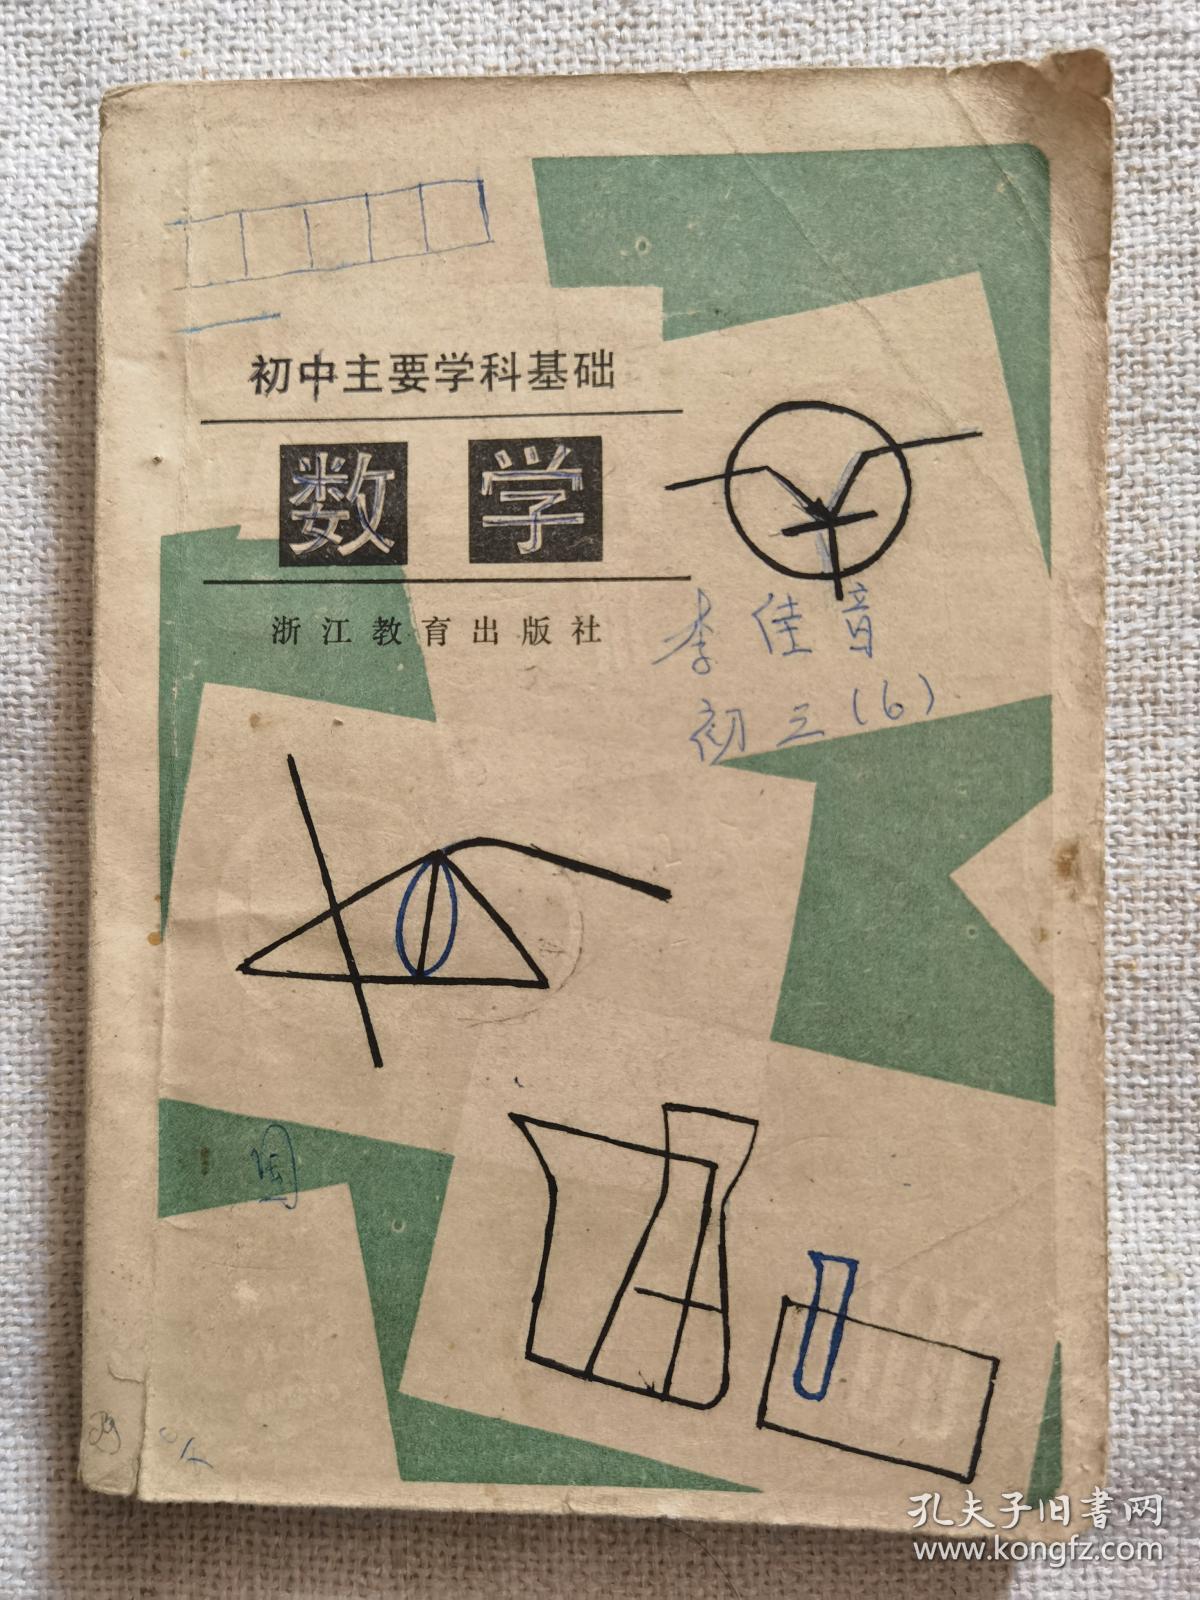 初中主要学科基础
数学
浙江教育出版社
李佳音
初三(6)
孔夫子旧书网
www.kongfz.com